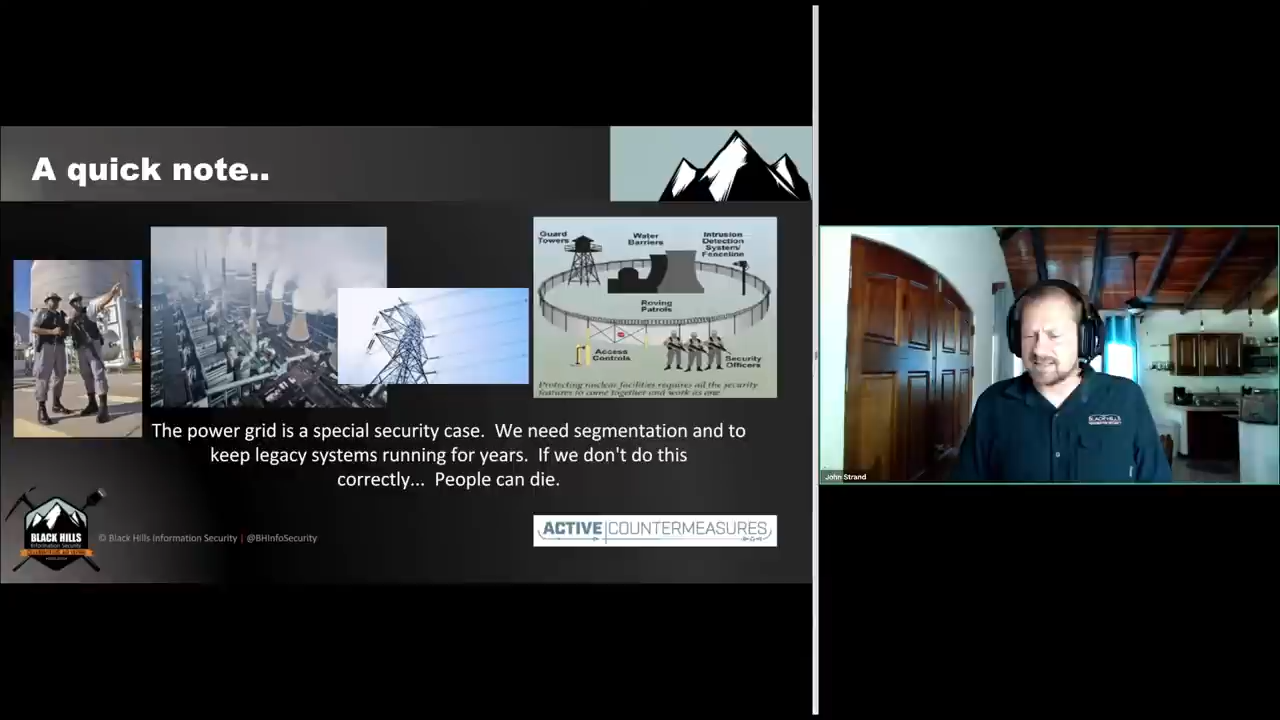 A quick note..
Guard
Towers
Water
Barriers
Intrusion
Detection
System/
Fenceline
Roving
Patrols
Access
Controls
Security
Officers
Protecting nuclear facilities requires all the security
features to come together and work as one
The power grid is a special security case. We need segmentation and to
keep legacy systems running for years. If we don't do this
correctly... People can die.
BLACK HILLS
Information Security
© Black Hills Information Security | @BHInfoSecurity
ACTIVE COUNTERMEASURES
BLACK HILLS
John Strand